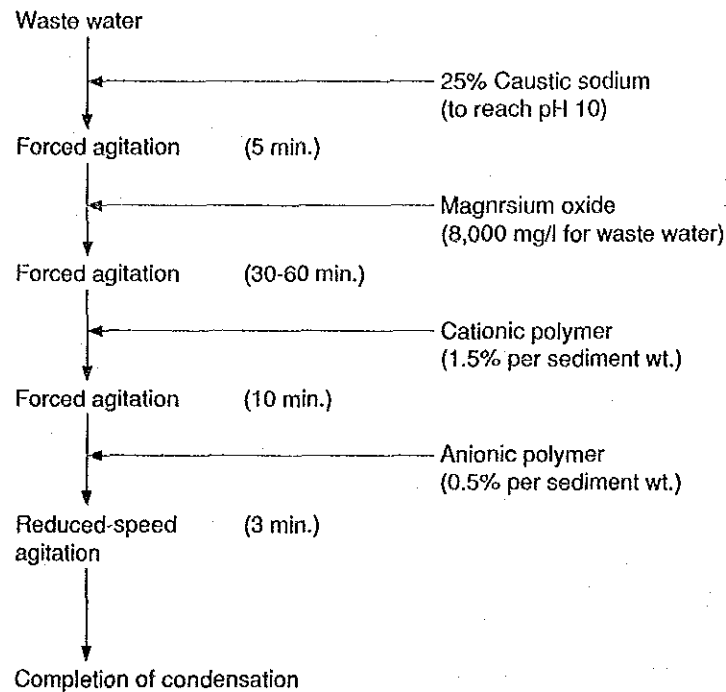 Waste water
25% Caustic sodium
(to reach pH 10)
Forced agitation (5 min.)
Magnrsium oxide
(8,000 mg/l for waste water)
Forced agitation (30-60 min.)
Cationic polymer
(1.5% per sediment wt.)
Forced agitation (10 min.)
Anionic polymer
(0.5% per sediment wt.)
Reduced-speed (3 min.)
agitation
Completion of condensation